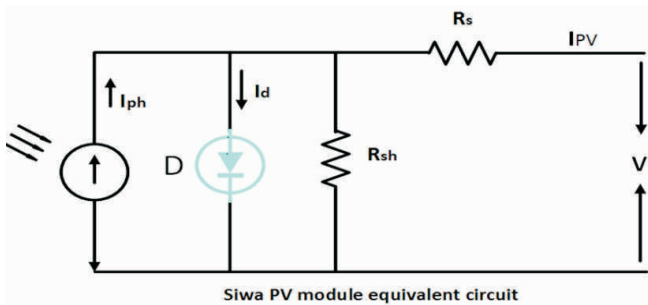 Rs
IPV
Iph
Id
D
Rsh
V
Siwa PV module equivalent circuit